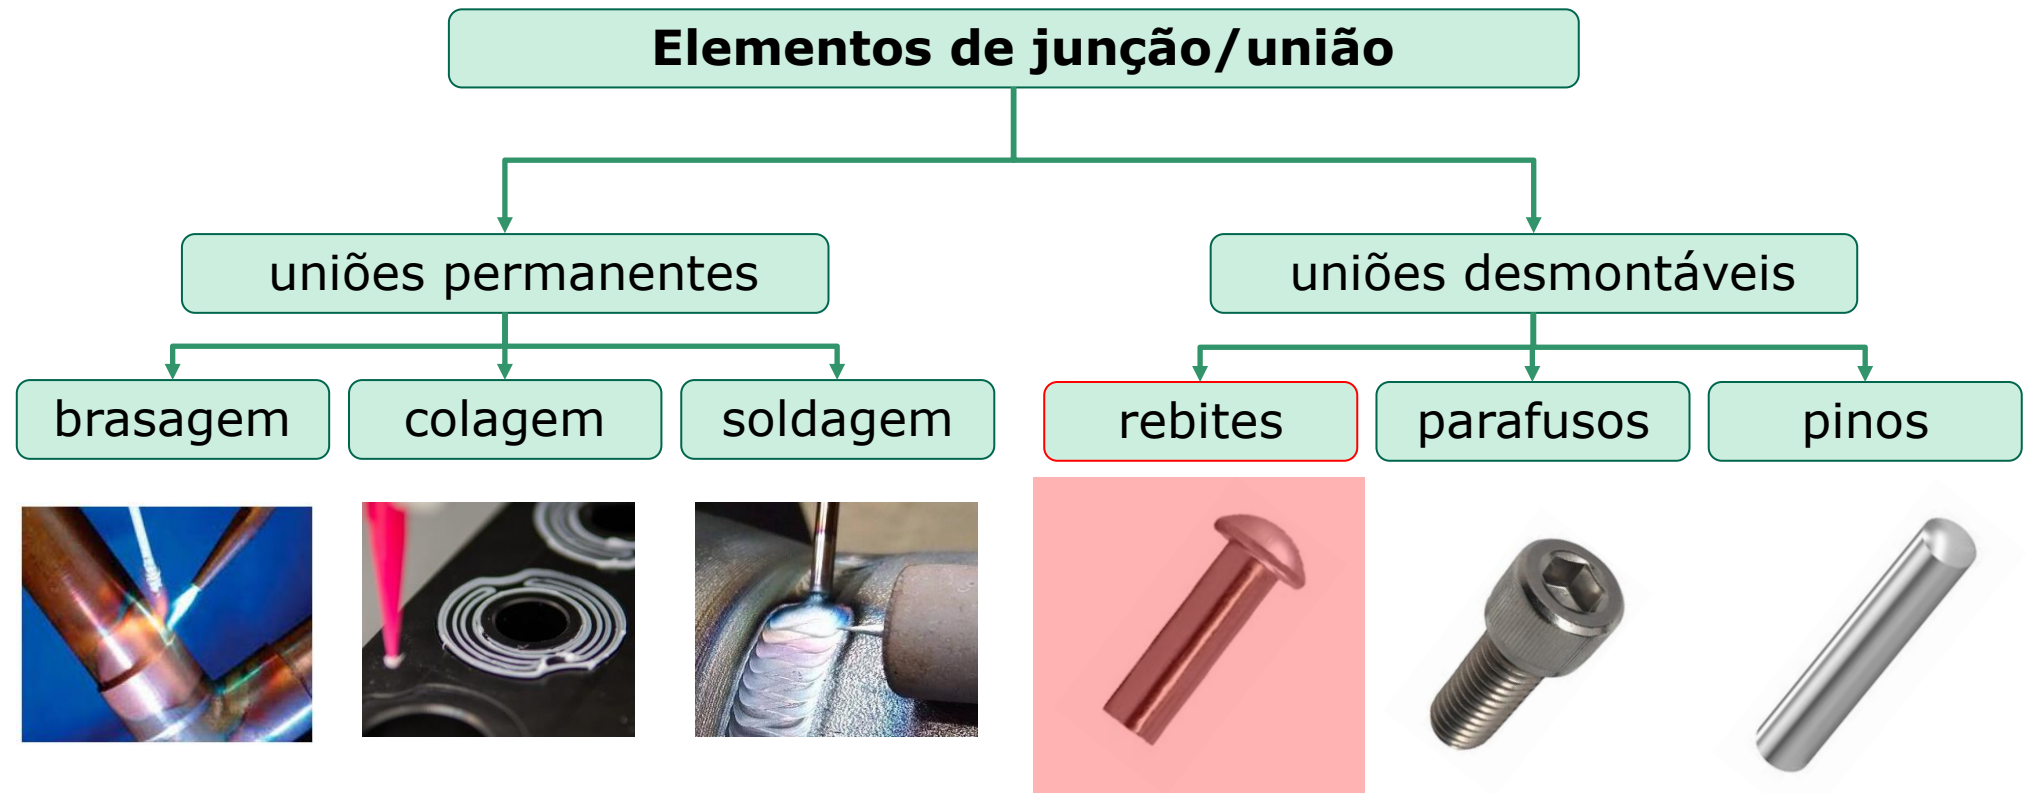 Elementos de junção/união
uniões permanentes
uniões desmontáveis
brasagem
colagem
soldagem
rebites
parafusos
pinos